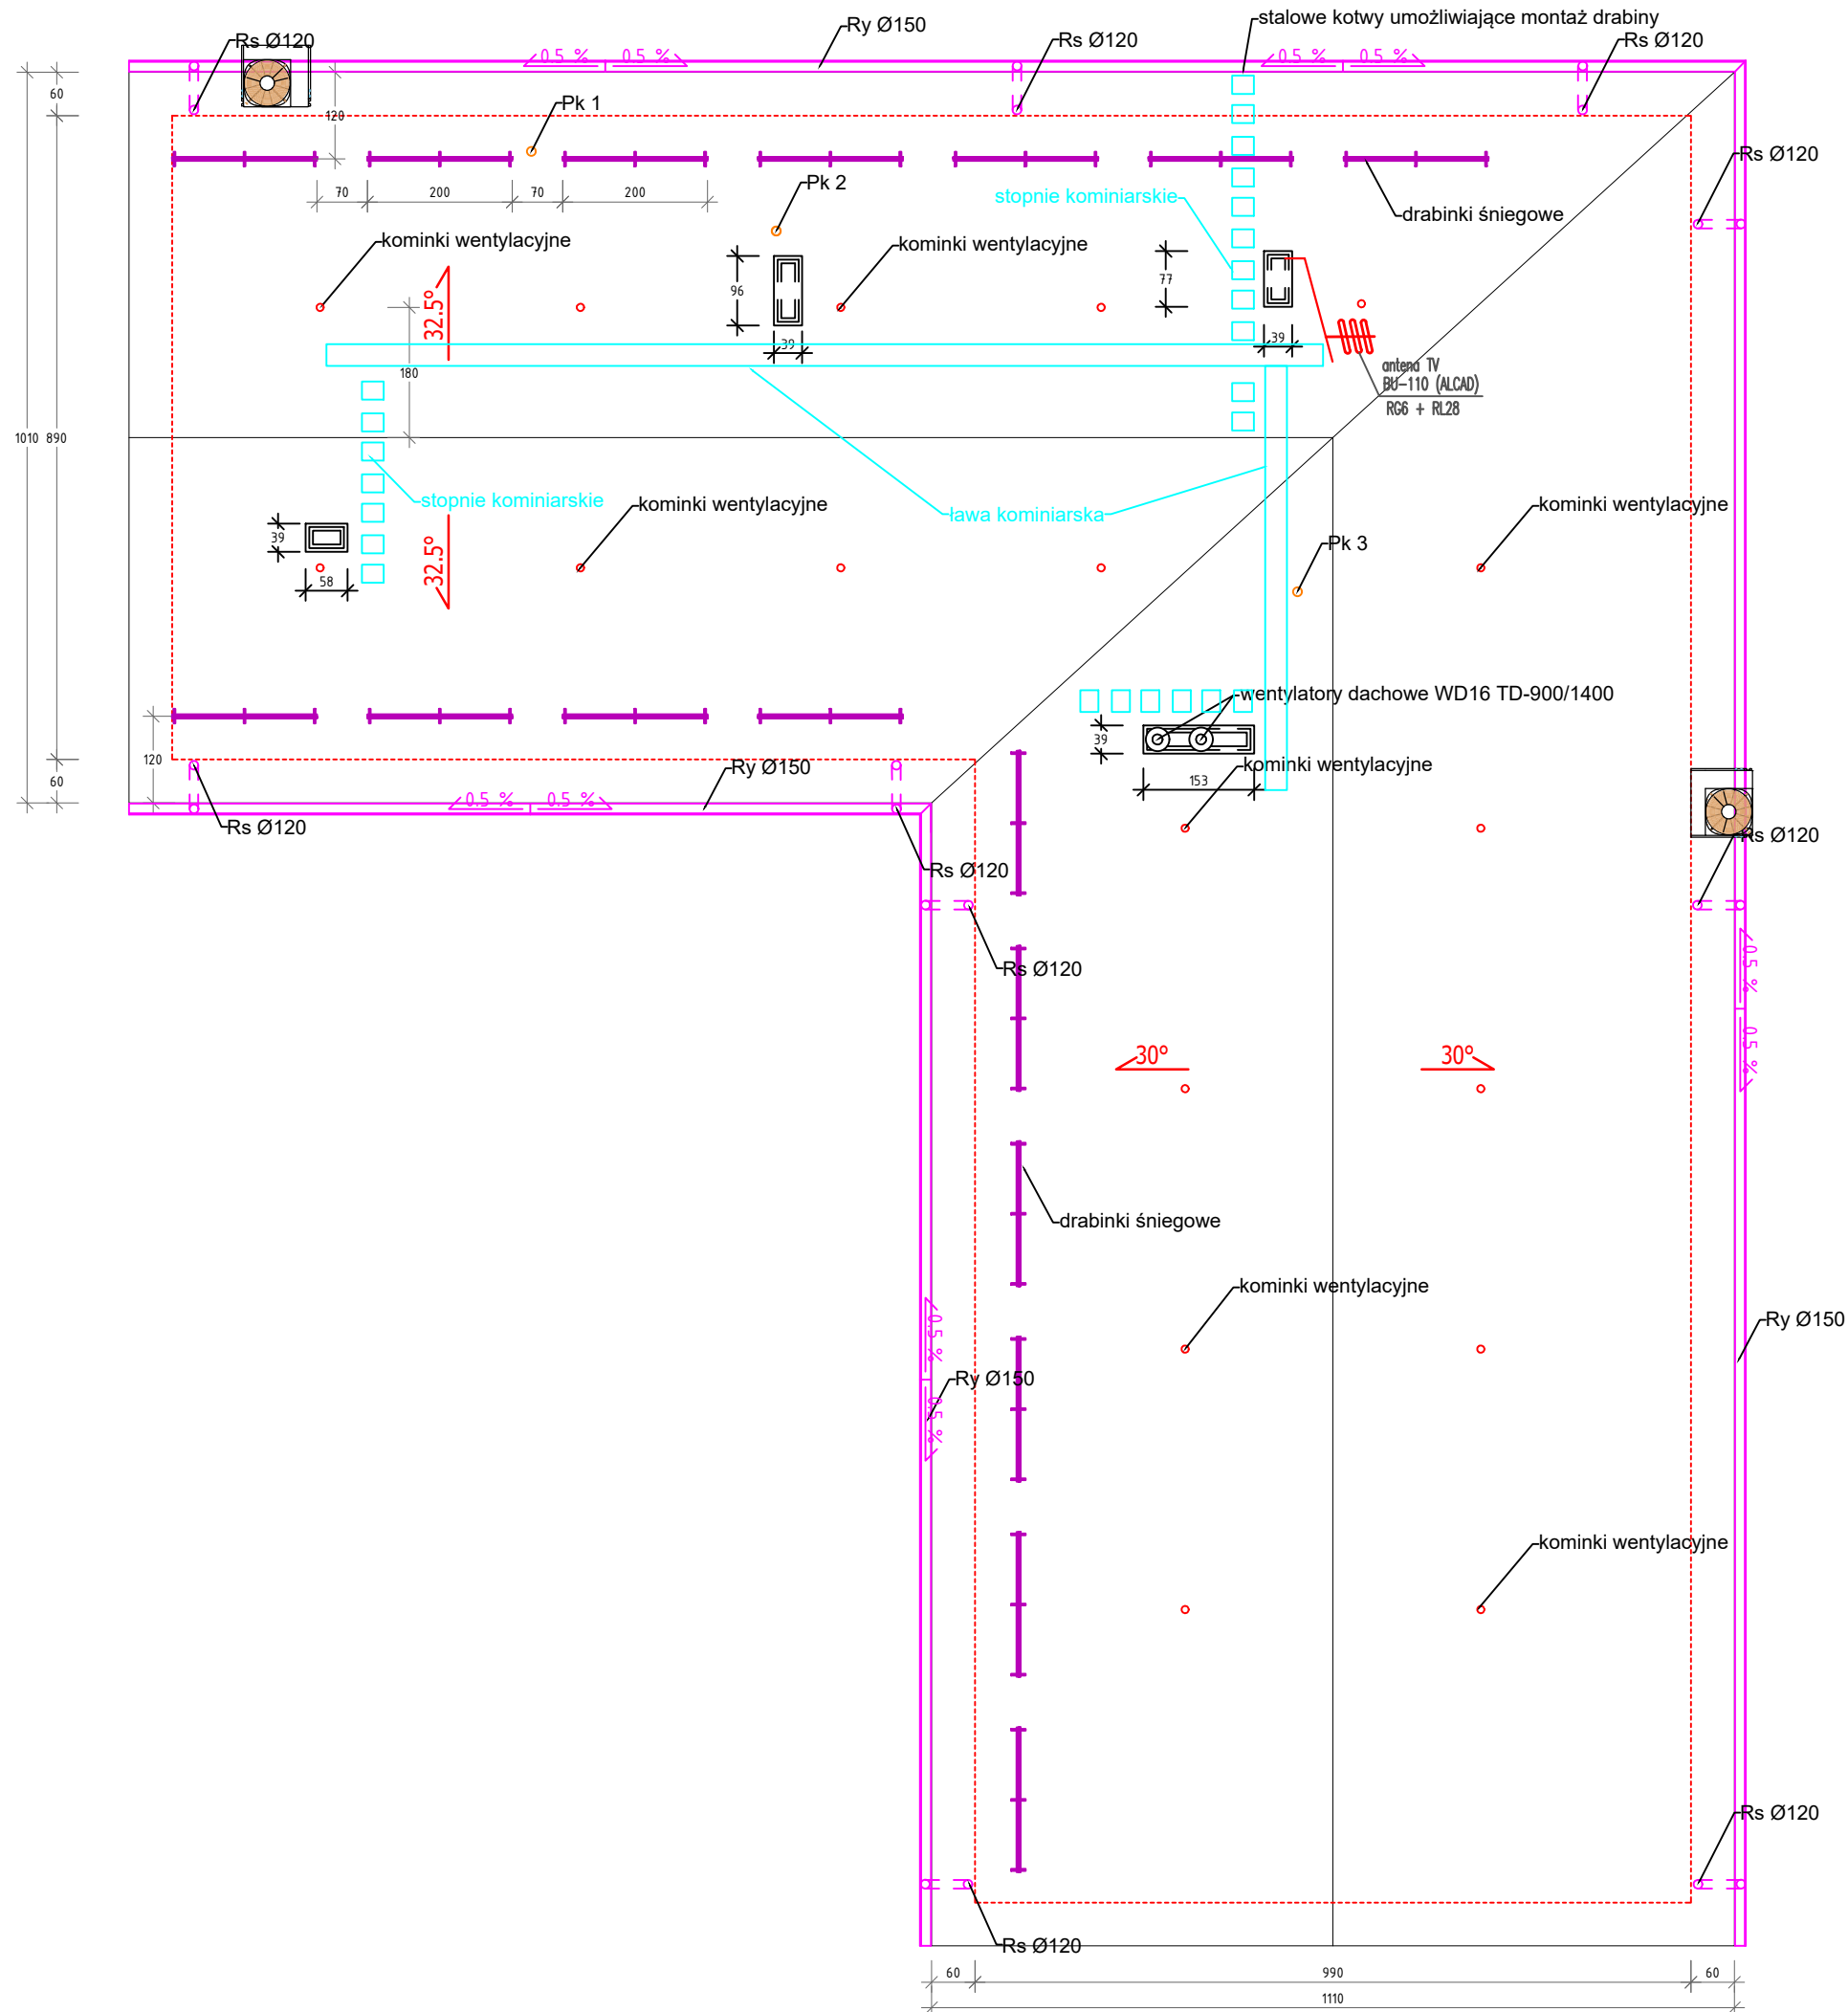 stalowe kotwy umożliwiające montaż drabiny
Ry Ø150
Rs Ø120
Rs Ø120
Rs Ø120
0.5 %
0.5 %
0.5 %
0.5 %
60
120
Pk 1
Rs Ø120
70
200
70
200
Pk 2
stopnie kominiarskie
drabinki śniegowe
kominki wentylacyjne
kominki wentylacyjne
96
77
32.5°
39
39
180
antena TV
BU-110 (ALCAD)
RG6 + RL28
1010
890
stopnie kominiarskie
kominki wentylacyjne
ława kominiarska
kominki wentylacyjne
39
32.5°
58
Pk 3
wentylatory dachowe WD16 TD-900/1400
39
120
60
Ry Ø150
kominki wentylacyjne
153
0.5 %
0.5 %
Rs Ø120
Rs Ø120
Rs Ø120
Rs Ø120
0.5 %
0.5 %
30°
30°
drabinki śniegowe
kominki wentylacyjne
0.5 %
Ry Ø150
Ry Ø150
0.5 %
kominki wentylacyjne
Rs Ø120
Rs Ø120
60
990
60
1110